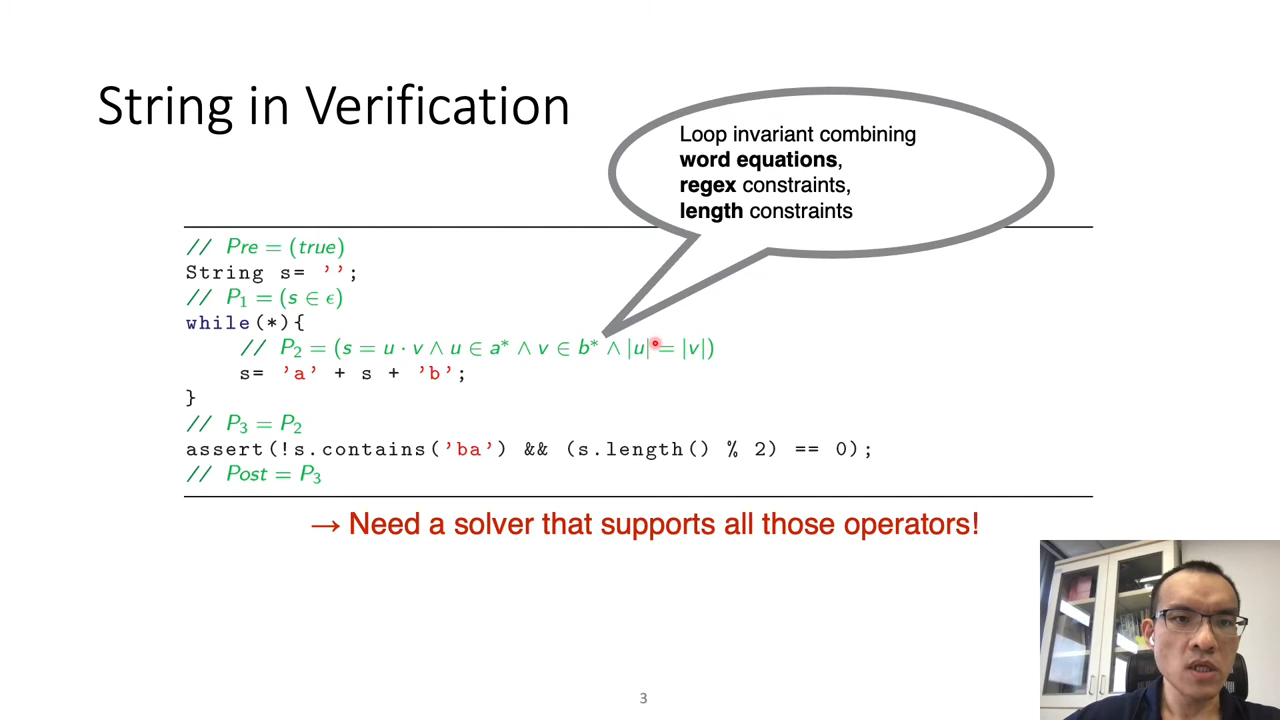 String in Verification
Loop invariant combining
word equations,
regex constraints,
length constraints
// Pre = (true)
String s= '';
// P₁ = (s ∈ ϵ)
while(*){
// P₂ = (s = u · v ∧ u ∈ a* ∧ v ∈ b* ∧ |u| = |v|)
s= 'a' + s + 'b';
}
// P₃ = P₂
assert(!s.contains('ba') && (s.length() % 2) == 0);
// Post = P₃
→ Need a solver that supports all those operators!
3